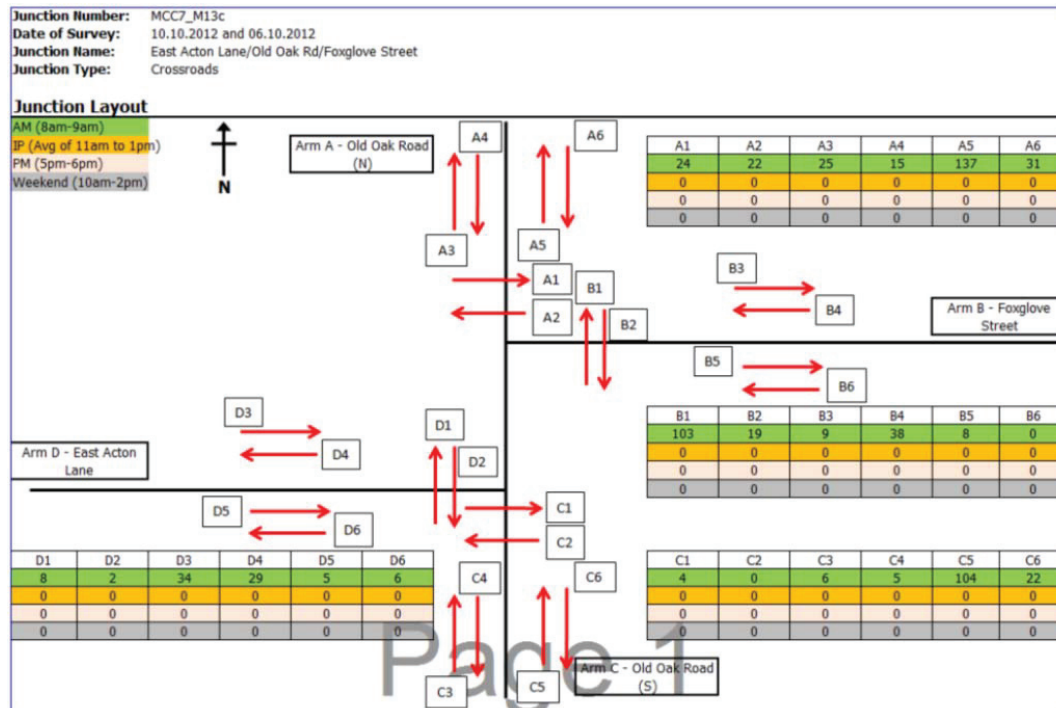 Junction Number: MCC7_M13c
Date of Survey: 10.10.2012 and 06.10.2012
Junction Name: East Acton Lane/Old Oak Rd/Foxglove Street
Junction Type: Crossroads
Junction Layout
AM (8am-9am)
IP (Avg of 11am to 1pm)
PM (5pm-6pm)
Weekend (10am-2pm)
N
Arm A - Old Oak Road
(N)
A4
A6
A1 A2 A3 A4 A5 A6
24 22 25 15 137 31
0 0 0 0 0 0
0 0 0 0 0 0
0 0 0 0 0 0
A3
A5
A1
A2
B1
B2
B3
B4
Arm B - Foxglove
Street
B5
B6
B1 B2 B3 B4 B5 B6
103 19 9 38 8 0
0 0 0 0 0 0
0 0 0 0 0 0
0 0 0 0 0 0
D3
D4
D1
D2
Arm D - East Acton
Lane
D5
D6
C1
C2
D1 D2 D3 D4 D5 D6
8 2 34 29 5 6
0 0 0 0 0 0
0 0 0 0 0 0
0 0 0 0 0 0
C4
C6
C1 C2 C3 C4 C5 C6
4 0 6 5 104 22
0 0 0 0 0 0
0 0 0 0 0 0
0 0 0 0 0 0
Page 1
C3
C5
Arm C - Old Oak Road
(S)